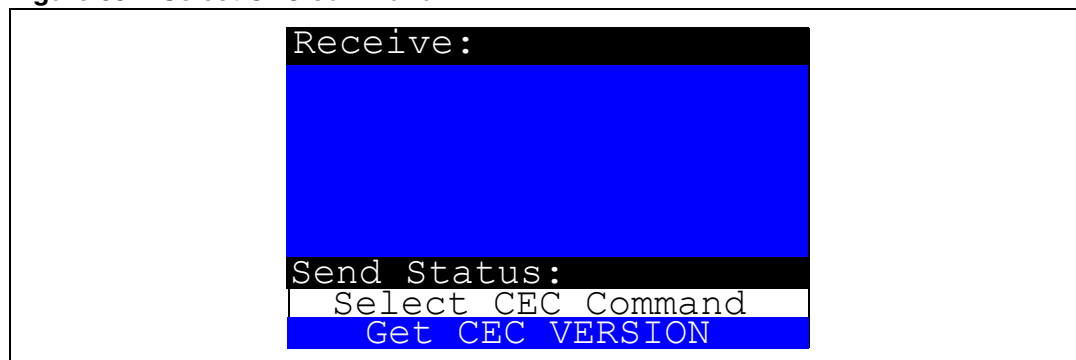 Receive:
Send Status:
Select CEC Command
Get CEC VERSION